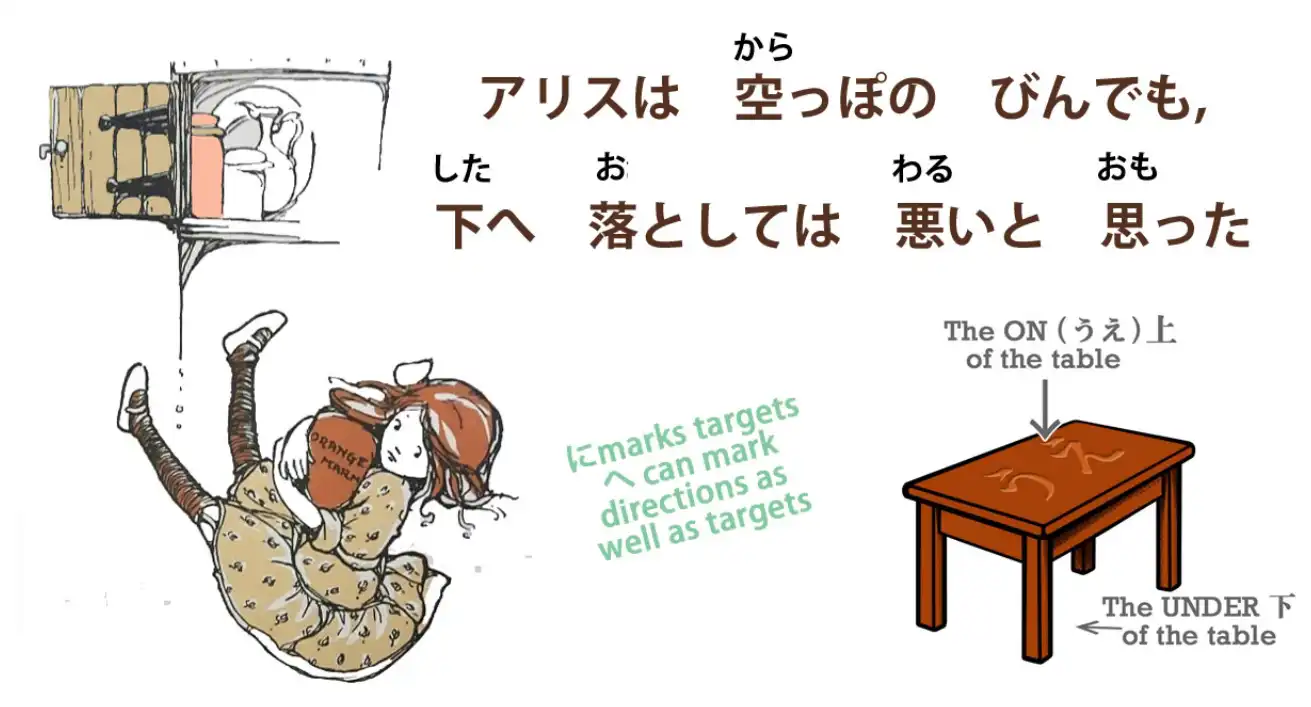 から
アリスは 空っぽの びんでも,
した お わる おも
下へ 落としては 悪いと 思った
The ON (うえ)上
of the table
にmarks targets
へ can mark
directions as
well as targets
ORANGE
MARM
うえ
The UNDER 下
of the table